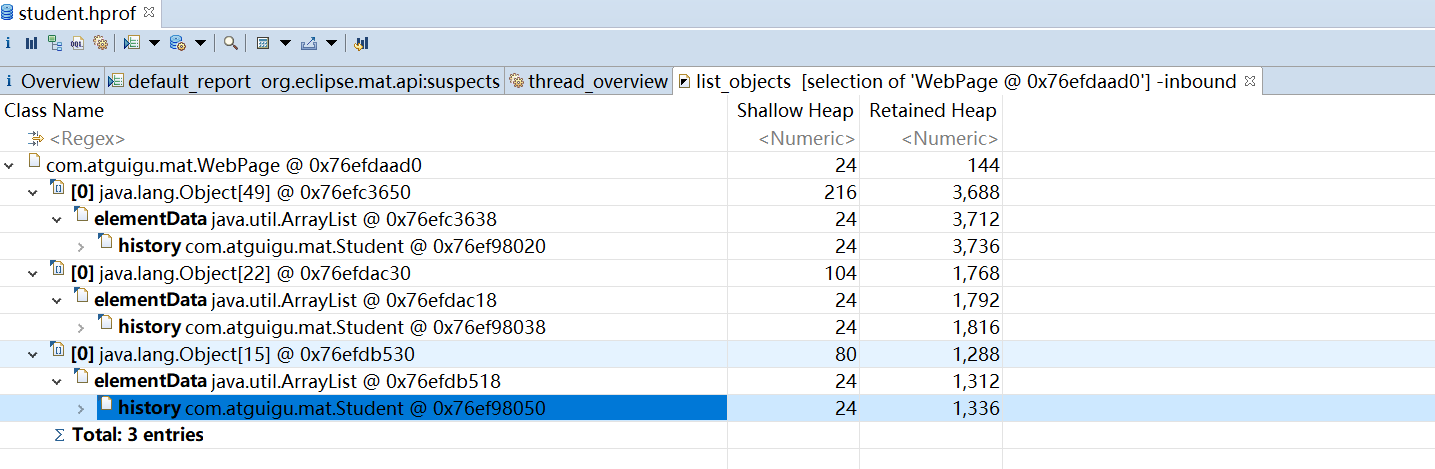 student.hprof
Overview default_report org.eclipse.mat.api:suspects thread_overview list_objects [selection of 'WebPage @ 0x76efdaad0'] -inbound
Class Name Shallow Heap Retained Heap
<Regex> <Numeric> <Numeric>
com.atguigu.mat.WebPage @ 0x76efdaad0 24 144
[0] java.lang.Object[49] @ 0x76efc3650 216 3,688
elementData java.util.ArrayList @ 0x76efc3638 24 3,712
history com.atguigu.mat.Student @ 0x76ef98020 24 3,736
[0] java.lang.Object[22] @ 0x76efdac30 104 1,768
elementData java.util.ArrayList @ 0x76efdac18 24 1,792
history com.atguigu.mat.Student @ 0x76ef98038 24 1,816
[0] java.lang.Object[15] @ 0x76efdb530 80 1,288
elementData java.util.ArrayList @ 0x76efdb518 24 1,312
history com.atguigu.mat.Student @ 0x76ef98050 24 1,336
Σ Total: 3 entries